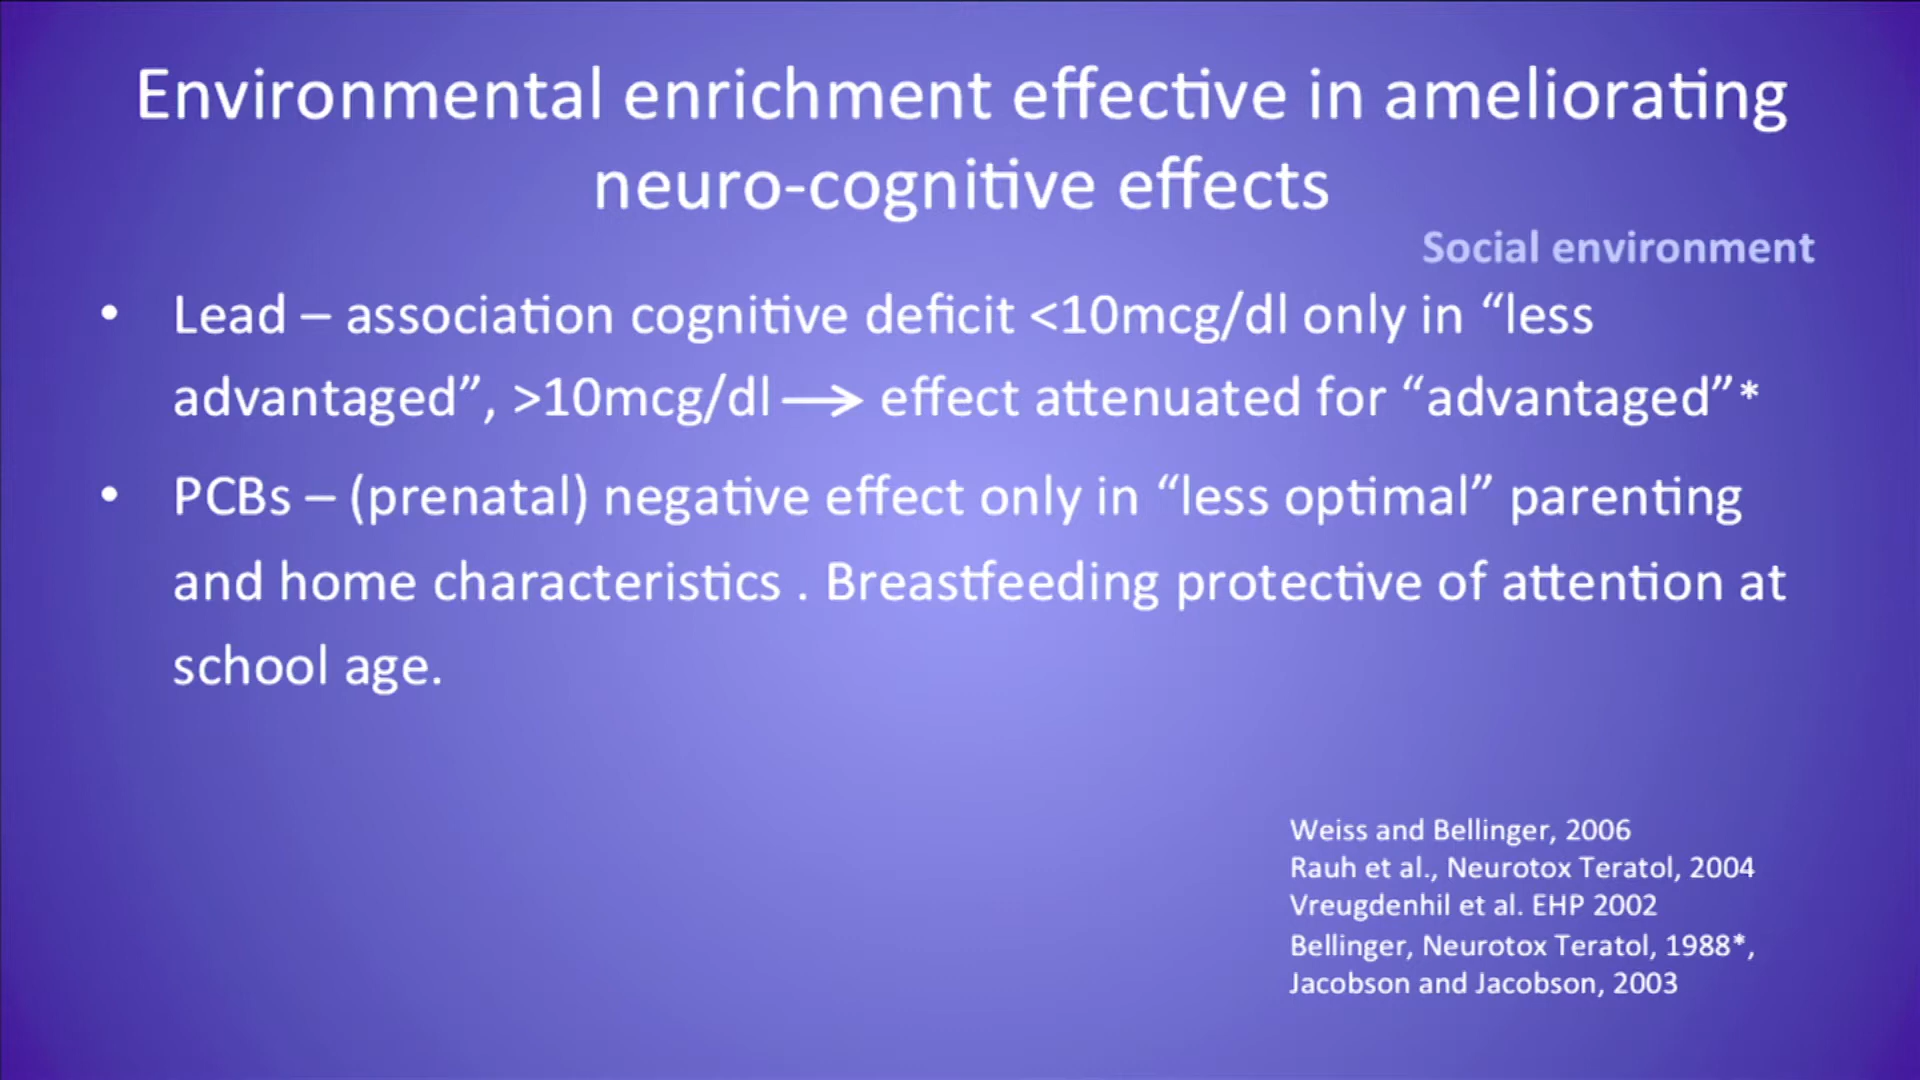 Environmental enrichment effective in ameliorating
neuro-cognitive effects
Social environment
• Lead – association cognitive deficit <10mcg/dl only in “less
advantaged”, >10mcg/dl → effect attenuated for “advantaged”*
• PCBs – (prenatal) negative effect only in “less optimal” parenting
and home characteristics . Breastfeeding protective of attention at
school age.
Weiss and Bellinger, 2006
Rauh et al., Neurotox Teratol, 2004
Vreugdenhil et al. EHP 2002
Bellinger, Neurotox Teratol, 1988*,
Jacobson and Jacobson, 2003